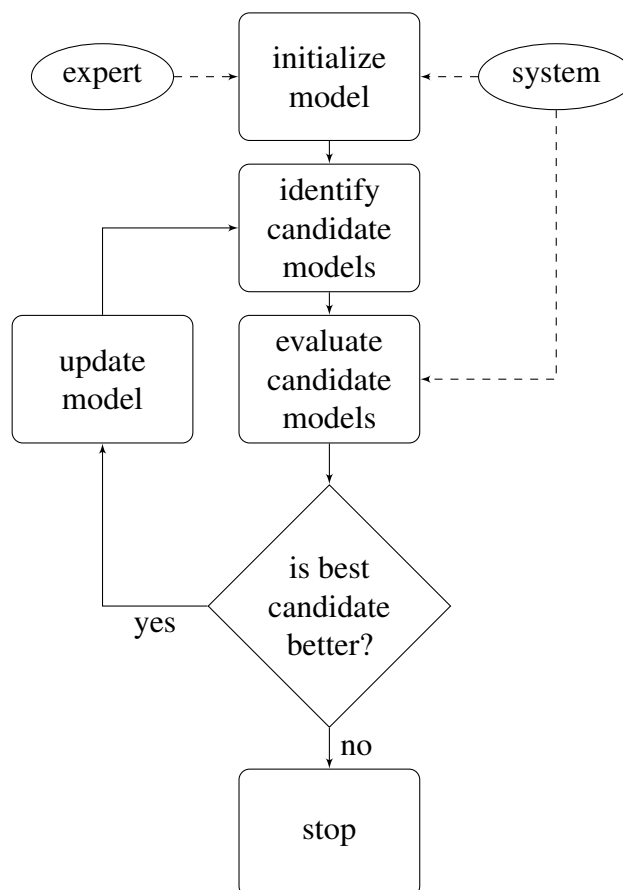 expert
initialize
model
system
identify
candidate
models
update
model
evaluate
candidate
models
is best
candidate
better?
yes
no
stop